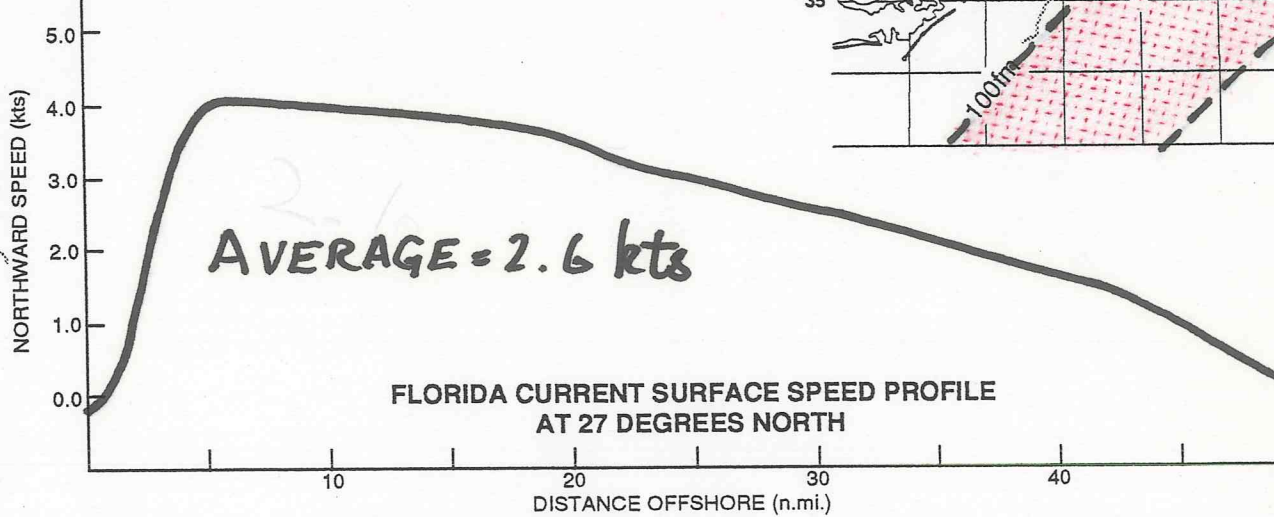 35
100fm
5.0
4.0
3.0
2.0
1.0
0.0
NORTHWARD SPEED (kts)
AVERAGE = 2.6 kts
FLORIDA CURRENT SURFACE SPEED PROFILE
AT 27 DEGREES NORTH
10
20
30
40
DISTANCE OFFSHORE (n.mi.)